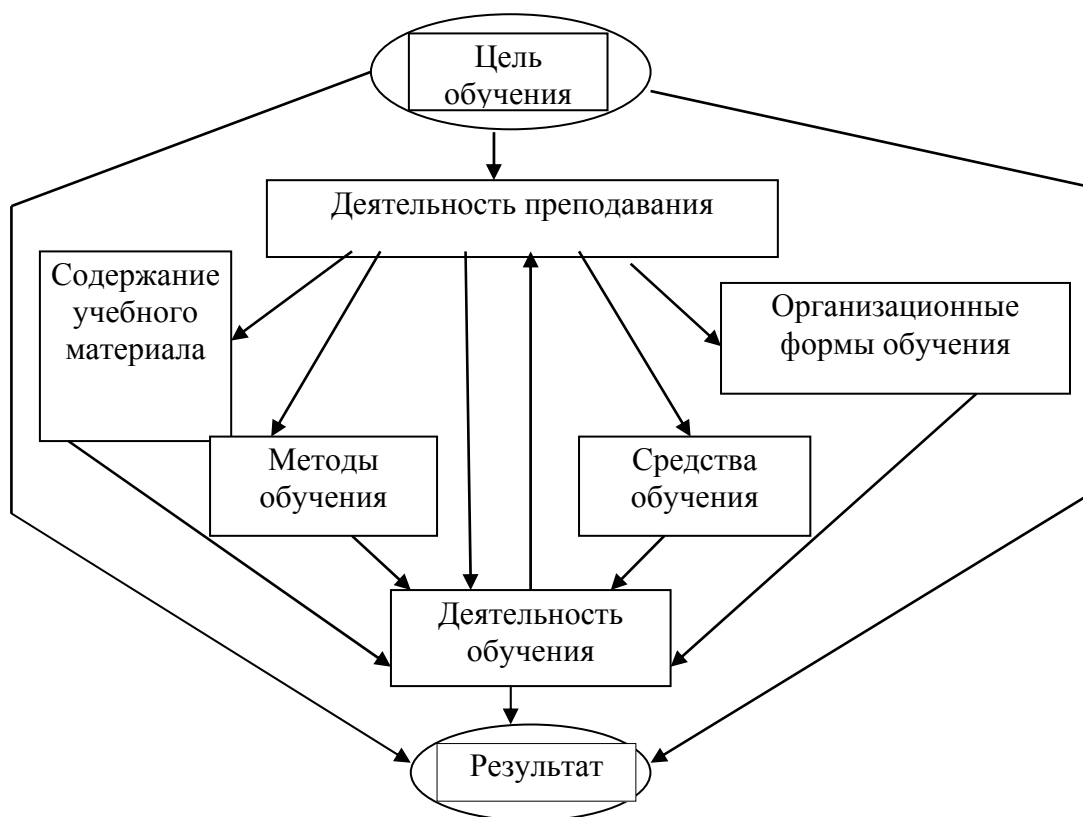 Цель
обучения
Деятельность преподавания
Содержание
учебного
материала
Организационные
формы обучения
Методы
обучения
Средства
обучения
Деятельность
обучения
Результат